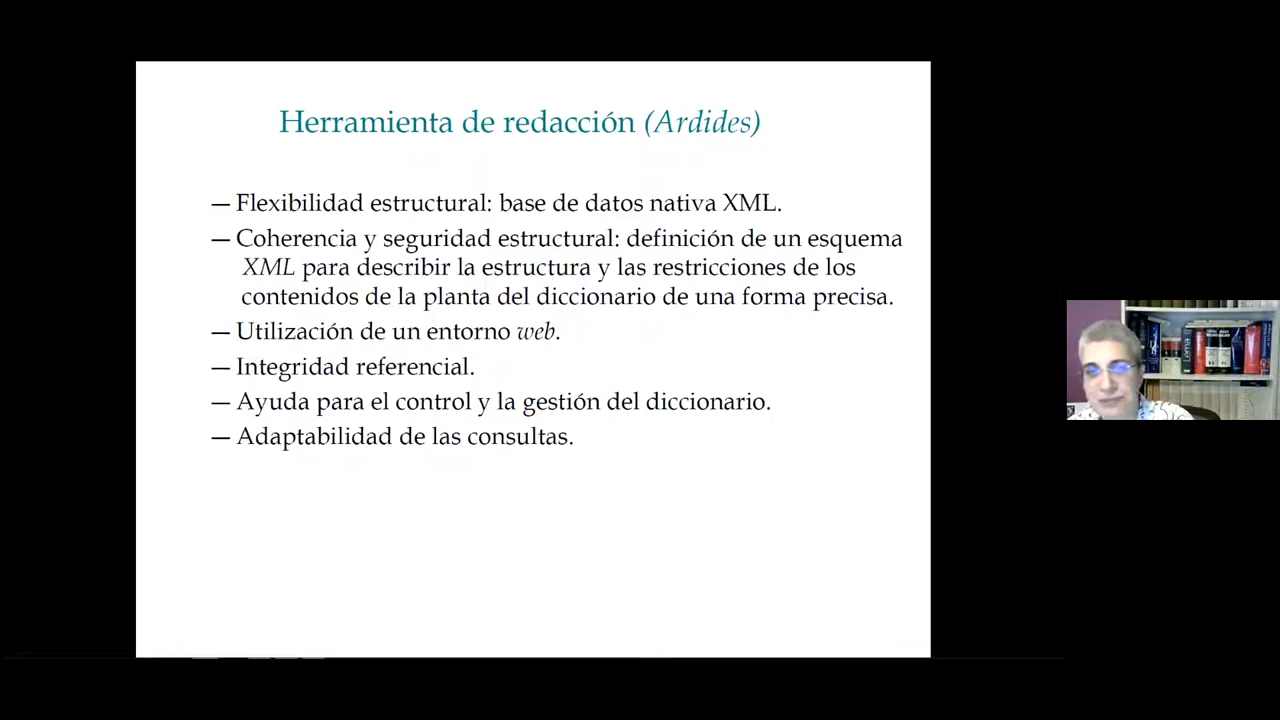 Herramienta de redacción (Ardides)
— Flexibilidad estructural: base de datos nativa XML.
— Coherencia y seguridad estructural: definición de un esquema
XML para describir la estructura y las restricciones de los
contenidos de la planta del diccionario de una forma precisa.
— Utilización de un entorno web.
— Integridad referencial.
— Ayuda para el control y la gestión del diccionario.
— Adaptabilidad de las consultas.
Lema